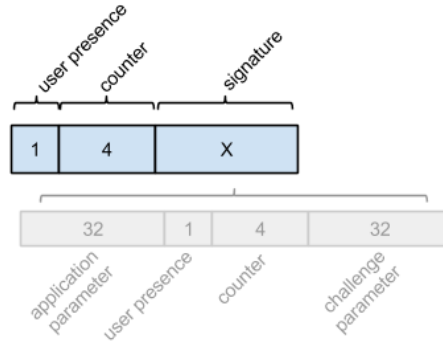 user presence
counter
signature
1
4
X
32
1
4
32
application
parameter
user presence
counter
challenge
parameter